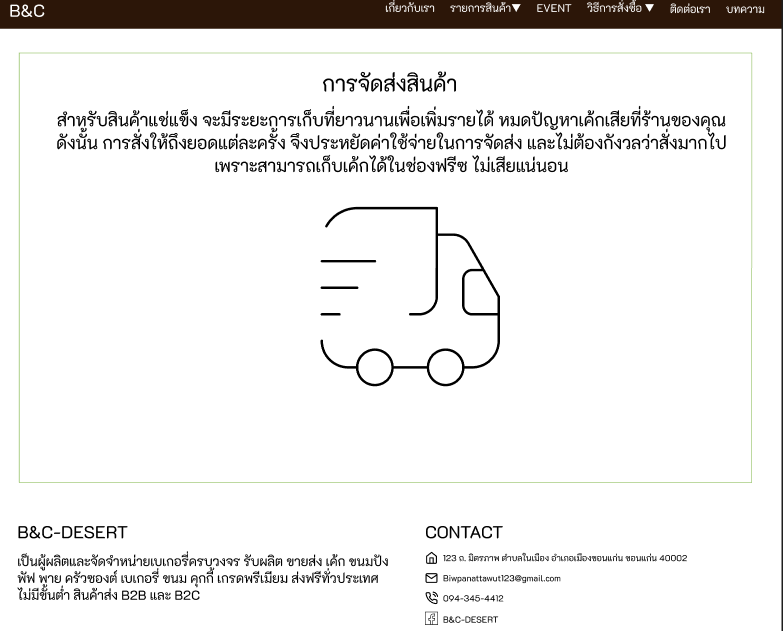 B&C
เกี่ยวกับเรา รายการสินค้า▼ EVENT วิธีการสั่งซื้อ ▼ ติดต่อเรา บทความ
การจัดส่งสินค้า
สำหรับสินค้าแช่แข็ง จะมีระยะการเก็บที่ยาวนานเพื่อเพิ่มรายได้ หมดปัญหาเค้กเสียที่ร้านของคุณ
ดังนั้น การสั่งให้ถึงยอดแต่ละครั้ง จึงประหยัดค่าใช้จ่ายในการจัดส่ง และไม่ต้องกังวลว่าสั่งมากไป
เพราะสามารถเก็บเค้กได้ในช่องฟรีซ ไม่เสียแน่นอน
B&C-DESERT
เป็นผู้ผลิตและจัดจำหน่ายเบเกอรี่ครบวงจร รับผลิต ขายส่ง เค้ก ขนมปัง
พัฟ พาย ครัวซองต์ เบเกอรี่ ขนม คุกกี้ เกรดพรีเมียม ส่งฟรีทั่วประเทศ
ไม่มีขั้นต่ำ สินค้าส่ง B2B และ B2C
CONTACT
123 ถ. มิตรภาพ ตำบลในเมือง อำเภอเมืองขอนแก่น ขอนแก่น 40002
Biwpanattawut123@gmail.com
094-345-4412
B&C-DESERT